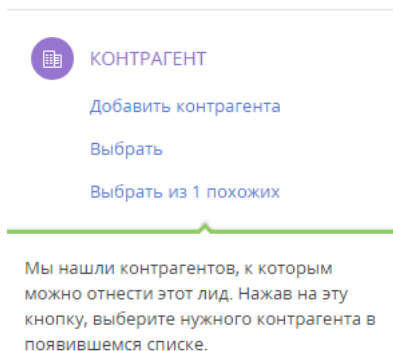 КОНТРАГЕНТ
Добавить контрагента
Выбрать
Выбрать из 1 похожих
Мы нашли контрагентов, к которым
можно отнести этот лид. Нажав на эту
кнопку, выберите нужного контрагента в
появившемся списке.